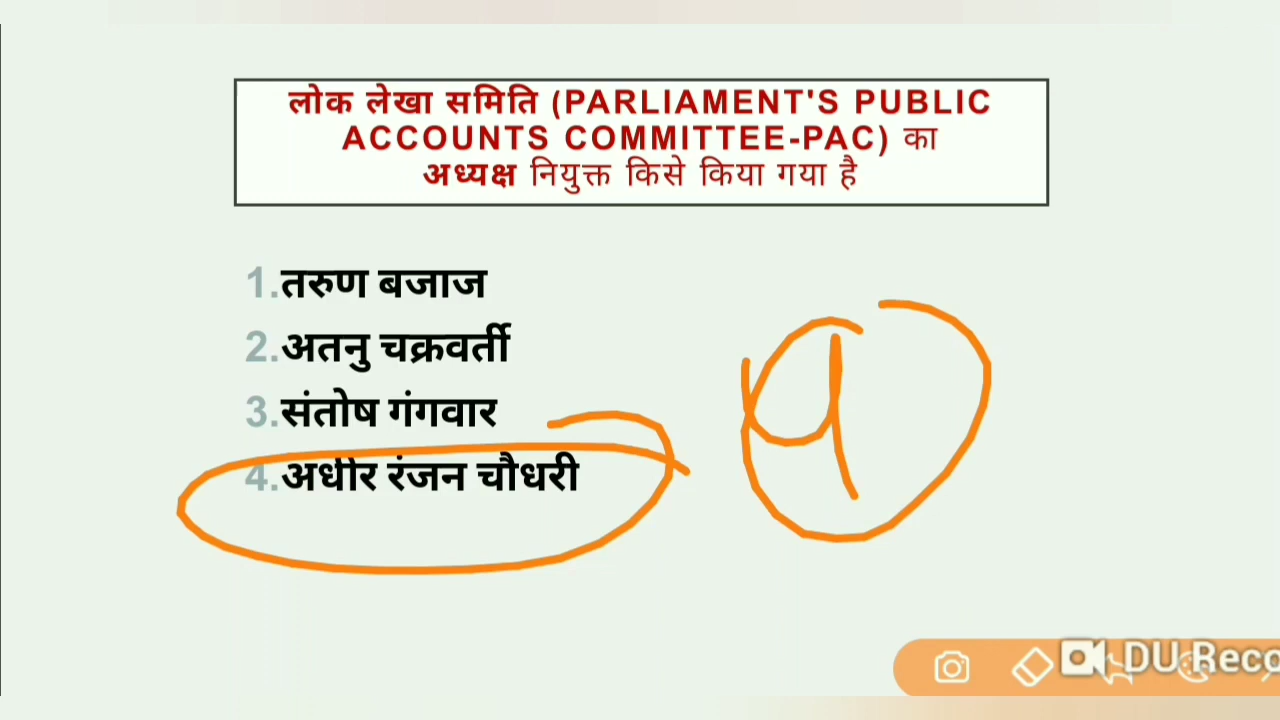 लोक लेखा समिति (PARLIAMENT'S PUBLIC
ACCOUNTS COMMITTEE-PAC) का
अध्यक्ष नियुक्त किसे किया गया है
1.तरुण बजाज
2.अतनु चक्रवर्ती
3.संतोष गंगवार
4.अधीर रंजन चौधरी
DU Reco